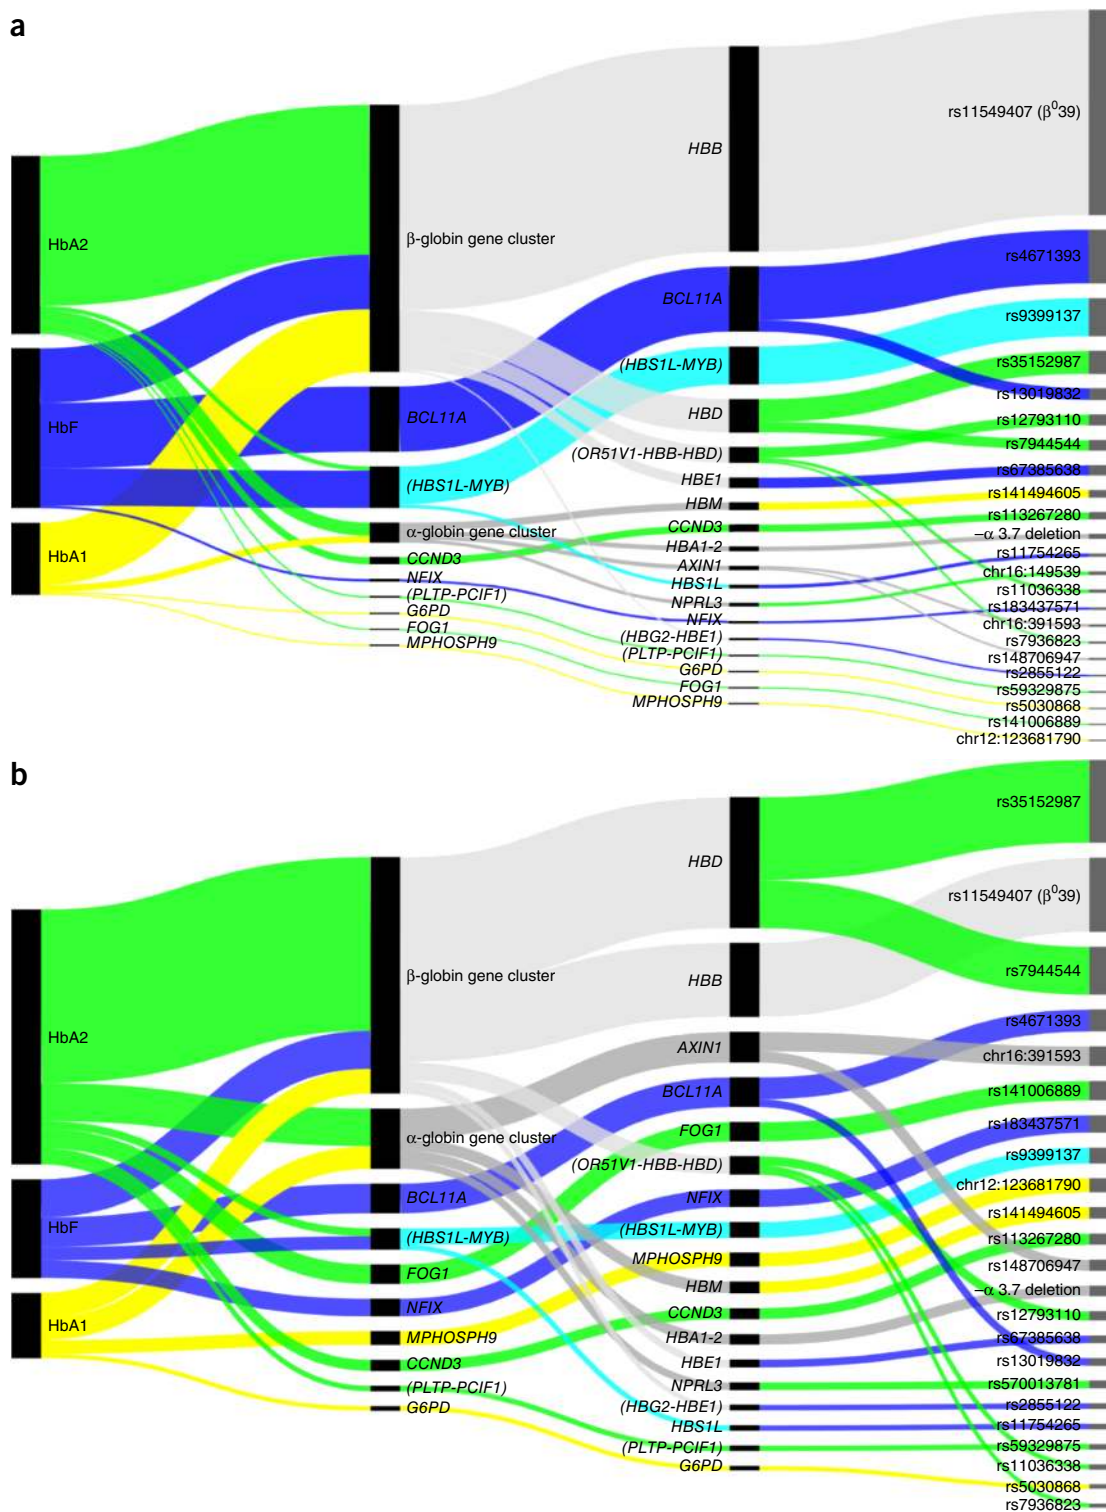 a
HbA2
HbF
HbA1
β-globin gene cluster
BCL11A
(HBS1L-MYB)
α-globin gene cluster
CCND3
NFIX
(PLTP-PCIF1)
G6PD
FOG1
MPHOSPH9
HBB
BCL11A
(HBS1L-MYB)
HBD
(OR51V1-HBB-HBD)
HBE1
HBM
CCND3
HBA1-2
AXIN1
HBS1L
NPRL3
NFIX
(HBG2-HBE1)
(PLTP-PCIF1)
G6PD
FOG1
MPHOSPH9
rs11549407 (β⁰39)
rs4671393
rs9399137
rs35152987
rs13019832
rs12793110
rs7944544
rs67385638
rs141494605
rs113267280
–α 3.7 deletion
rs11754265
chr16:149539
rs11036338
rs183437571
chr16:391593
rs7936823
rs148706947
rs2855122
rs59329875
rs5030868
rs141006889
chr12:123681790
b
HbA2
HbF
HbA1
β-globin gene cluster
α-globin gene cluster
BCL11A
(HBS1L-MYB)
FOG1
NFIX
MPHOSPH9
CCND3
(PLTP-PCIF1)
G6PD
HBD
HBB
AXIN1
BCL11A
FOG1
(OR51V1-HBB-HBD)
NFIX
(HBS1L-MYB)
MPHOSPH9
HBM
CCND3
HBA1-2
HBE1
NPRL3
(HBG2-HBE1)
HBS1L
(PLTP-PCIF1)
G6PD
rs35152987
rs11549407 (β⁰39)
rs7944544
rs4671393
chr16:391593
rs141006889
rs183437571
rs9399137
chr12:123681790
rs141494605
rs113267280
rs148706947
–α 3.7 deletion
rs12793110
rs67385638
rs13019832
rs570013781
rs2855122
rs11754265
rs59329875
rs11036338
rs5030868
rs7936823